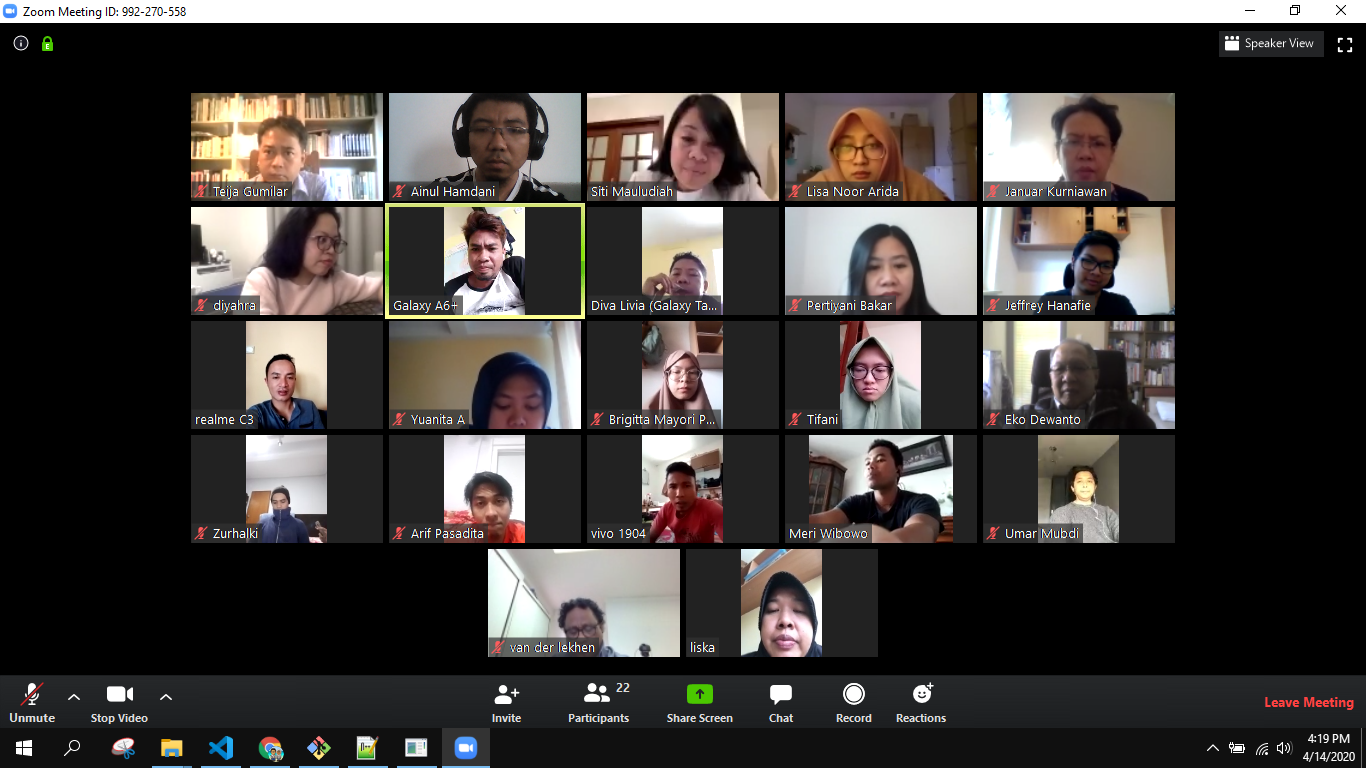 Zoom Meeting ID: 992-270-558
Speaker View
Teija Gumilar
Ainul Hamdani
Siti Mauludiah
Lisa Noor Arida
Januar Kurniawan
diyahra
Galaxy A6+
Diva Livia (Galaxy Ta...
Pertiyani Bakar
Jeffrey Hanafie
realme C3
Yuanita A
Brigitta Mayori P...
Tifani
Eko Dewanto
Zurhalki
Arif Pasadita
vivo 1904
Meri Wibowo
Umar Mubdi
van der lekhen
liska
Unmute
Stop Video
Invite
22
Participants
Share Screen
Chat
Record
Reactions
Leave Meeting
4:19 PM
4/14/2020